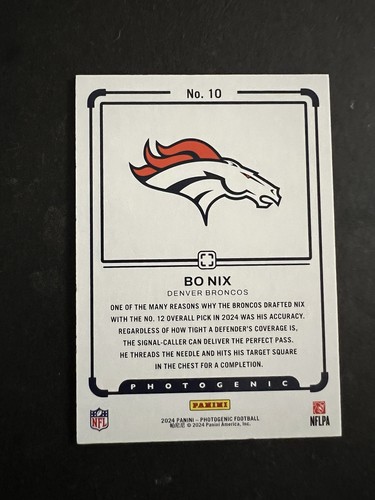 No. 10
BO NIX
DENVER BRONCOS
ONE OF THE MANY REASONS WHY THE BRONCOS DRAFTED NIX
WITH THE NO. 12 OVERALL PICK IN 2024 WAS HIS ACCURACY.
REGARDLESS OF HOW TIGHT A DEFENDER'S COVERAGE IS,
THE SIGNAL-CALLER CAN DELIVER THE PERFECT PASS.
HE THREADS THE NEEDLE AND HITS HIS TARGET SQUARE
IN THE CHEST FOR A COMPLETION.
PHOTOGENIC
PANINI
NFL
2024 PANINI – PHOTOGENIC FOOTBALL
帕尼尼 © 2024 Panini America, Inc.
NFLPA